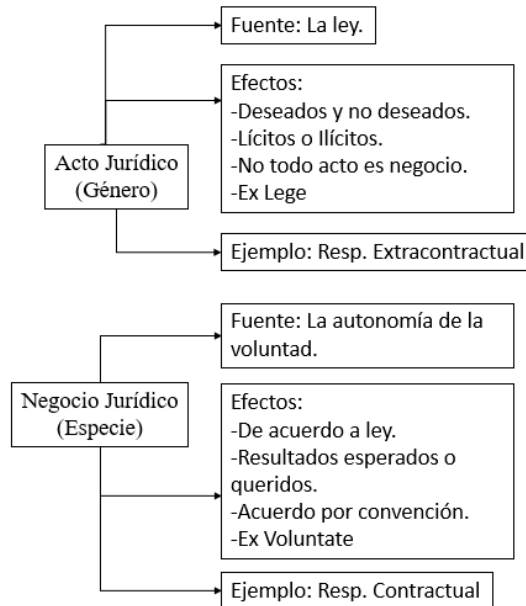 Fuente: La ley.
Efectos:
-Deseados y no deseados.
-Lícitos o Ilícitos.
-No todo acto es negocio.
-Ex Lege
Acto Jurídico
(Género)
Ejemplo: Resp. Extracontractual
Fuente: La autonomía de la
voluntad.
Negocio Jurídico
(Especie)
Efectos:
-De acuerdo a ley.
-Resultados esperados o
queridos.
-Acuerdo por convención.
-Ex Voluntate
Ejemplo: Resp. Contractual